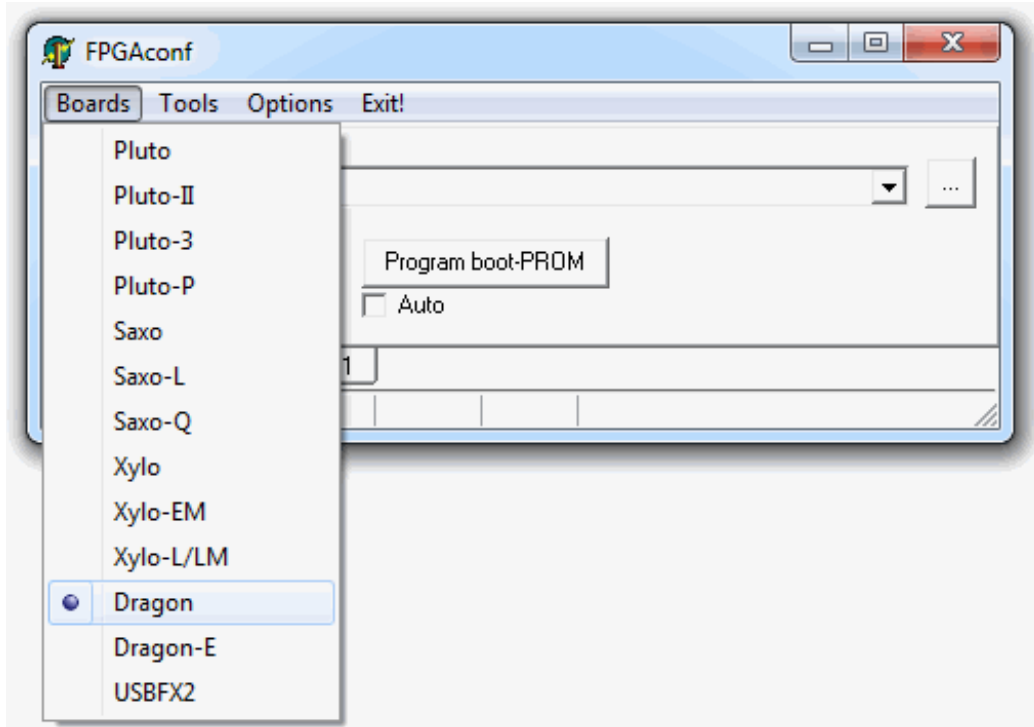 FPGAconf
Boards Tools Options Exit!
Pluto
Pluto-II
Pluto-3
Pluto-P
Saxo
Saxo-L
Saxo-Q
Xylo
Xylo-EM
Xylo-L/LM
Dragon
Dragon-E
USBFX2
...
Program boot-PROM
Auto
1